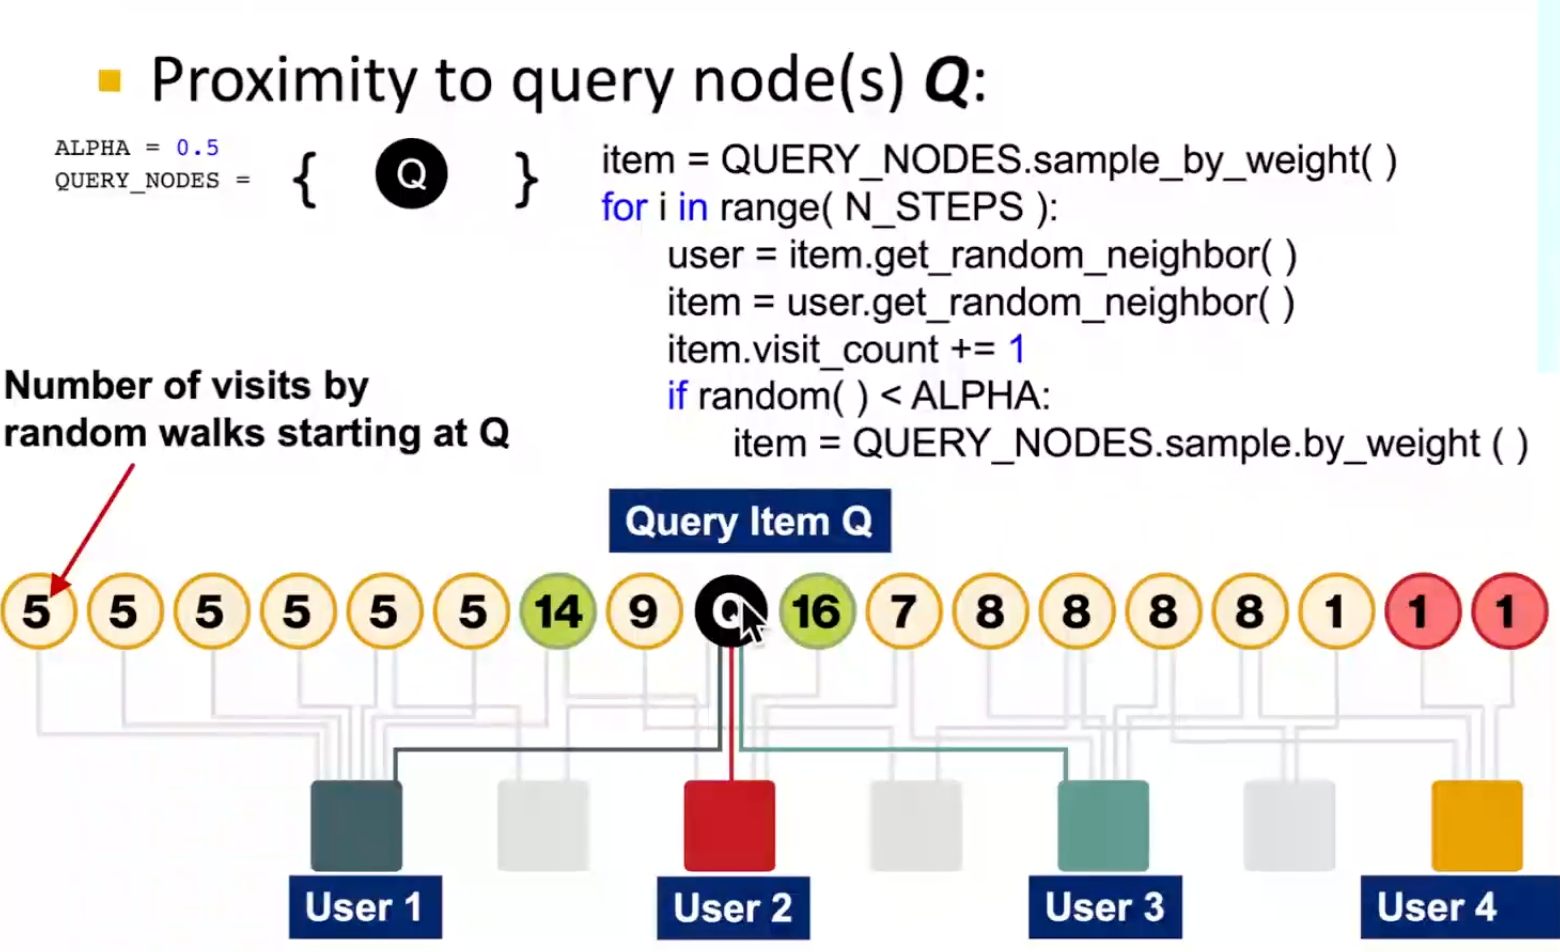 Proximity to query node(s) Q:
ALPHA = 0.5
QUERY_NODES =
{ Q }
item = QUERY_NODES.sample_by_weight( )
for i in range( N_STEPS ):
user = item.get_random_neighbor( )
item = user.get_random_neighbor( )
item.visit_count += 1
if random( ) < ALPHA:
item = QUERY_NODES.sample.by_weight ( )
Number of visits by
random walks starting at Q
Query Item Q
5 5 5 5 5 5 14 9 Q 16 7 8 8 8 8 1 1 1
User 1 User 2 User 3 User 4